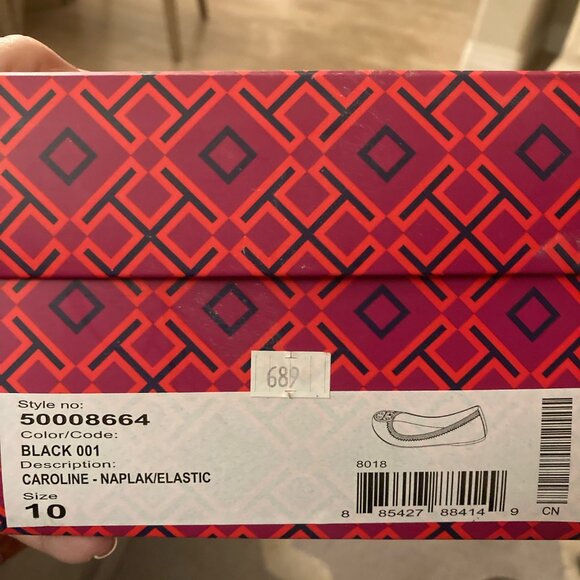 689
Style no:
50008664
Color/Code:
BLACK 001
Description:
CAROLINE - NAPLAK/ELASTIC
Size
10
8018
8 85427 88414 9
CN